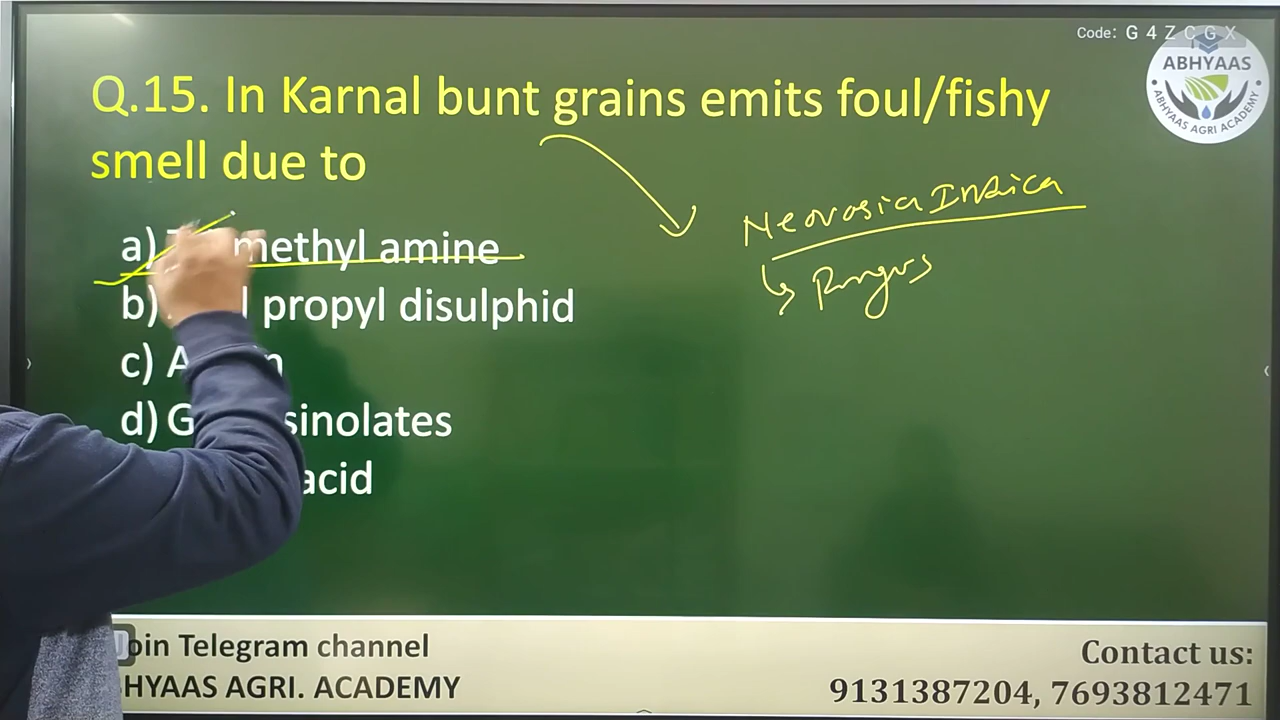 Code: G 4 Z C G X
ABHYAAS
ABHYAAS AGRI ACADEMY
Q.15. In Karnal bunt grains emits foul/fishy
smell due to
a) methyl amine
b) propyl disulphid
c)
d) sinolates
acid
Neovosia Indica
Fungus
Join Telegram channel
HYAAS AGRI. ACADEMY
Contact us:
9131387204, 7693812471